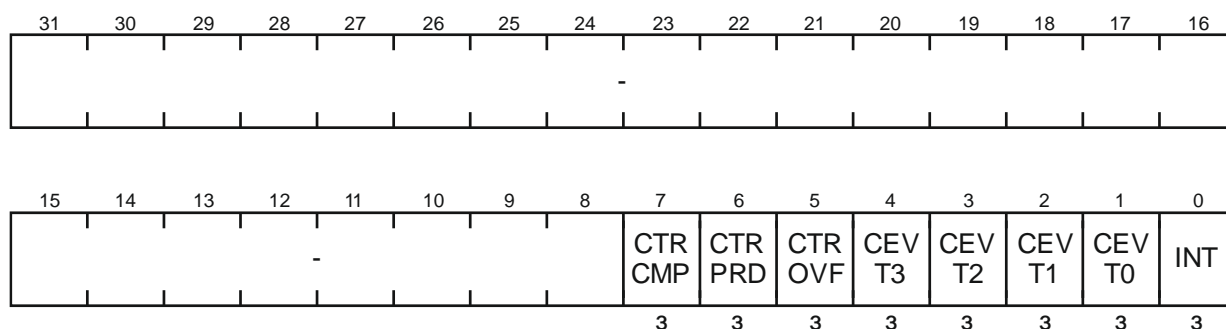 31 30 29 28 27 26 25 24 23 22 21 20 19 18 17 16
-
15 14 13 12 11 10 9 8 7 6 5 4 3 2 1 0
-
CTR CTR CTR CEV CEV CEV CEV INT
CMP PRD OVF T3 T2 T1 T0
3 3 3 3 3 3 3 3